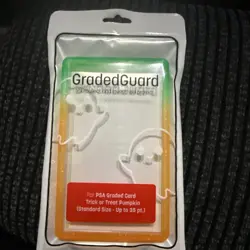 GradedGuard
For PSA Graded Card
Trick or Treat Pumpkin
(Standard Size - Up to 35 pt.)